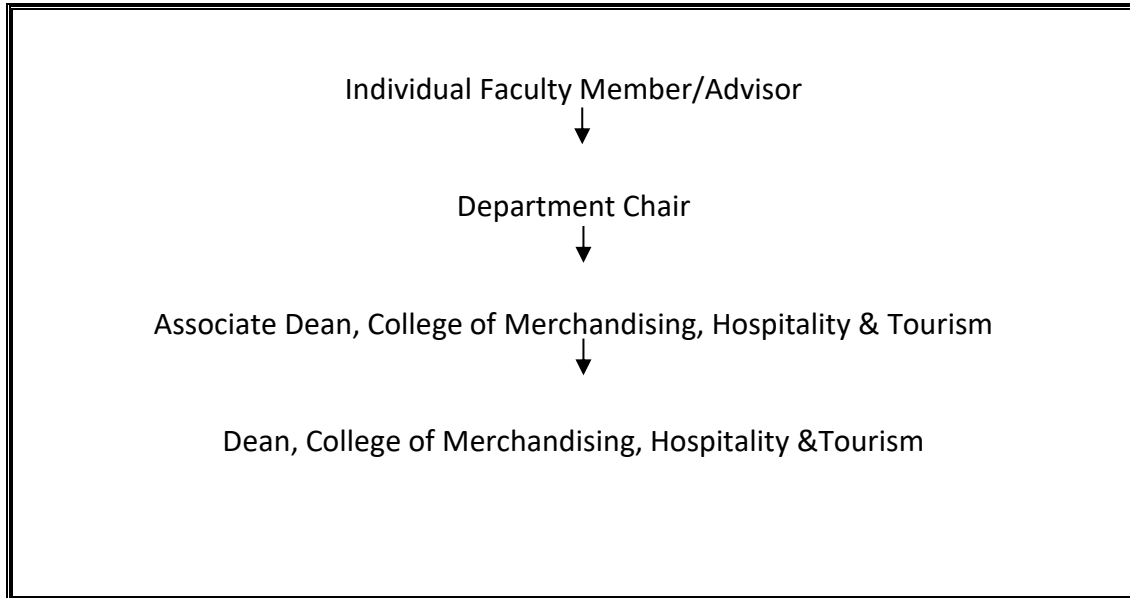 Individual Faculty Member/Advisor
Department Chair
Associate Dean, College of Merchandising, Hospitality & Tourism
Dean, College of Merchandising, Hospitality &Tourism